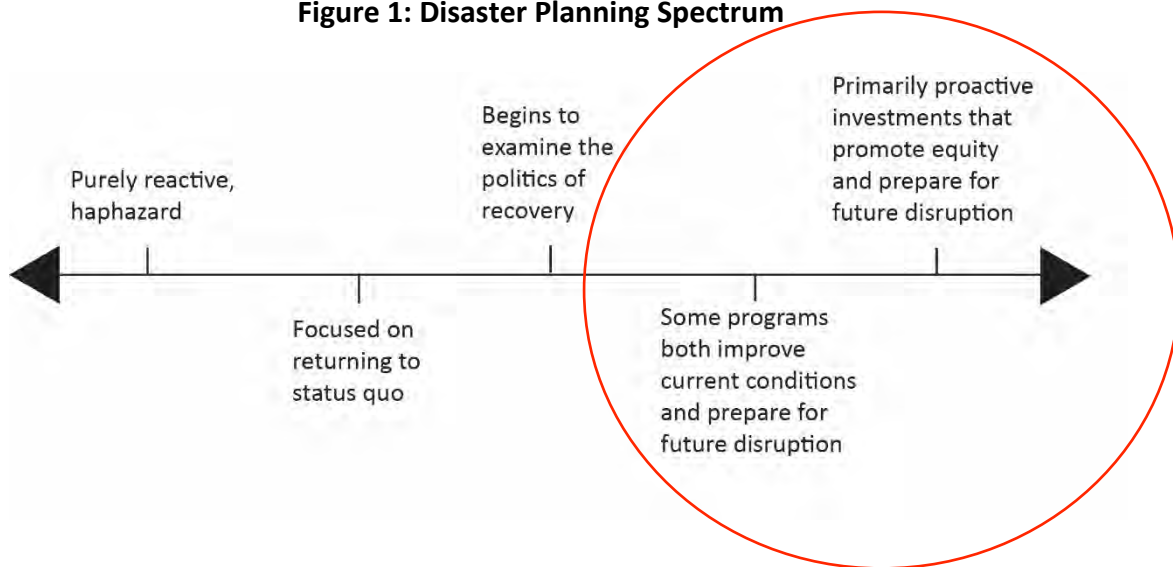 Figure 1: Disaster Planning Spectrum
Purely reactive,
haphazard
Focused on
returning to
status quo
Begins to
examine the
politics of
recovery
Some programs
both improve
current conditions
and prepare for
future disruption
Primarily proactive
investments that
promote equity
and prepare for
future disruption